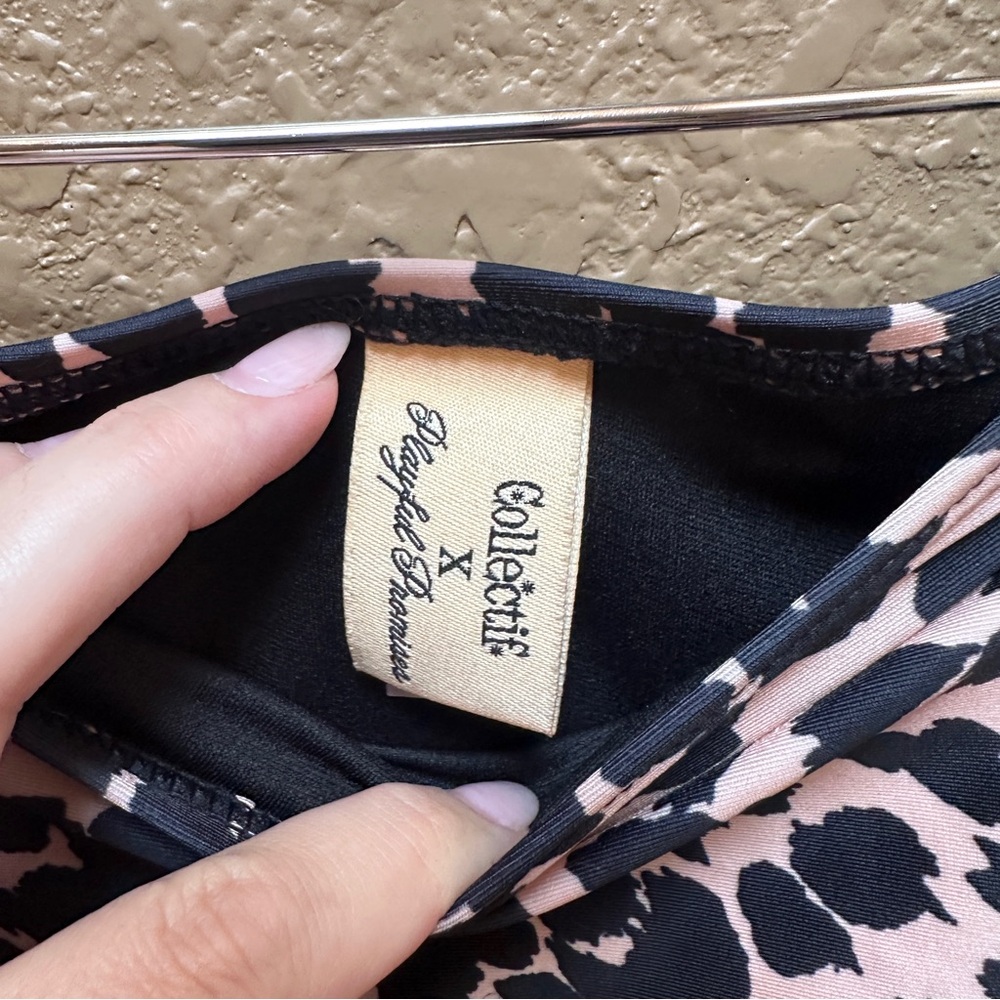 Collectif
X
Playful Promises